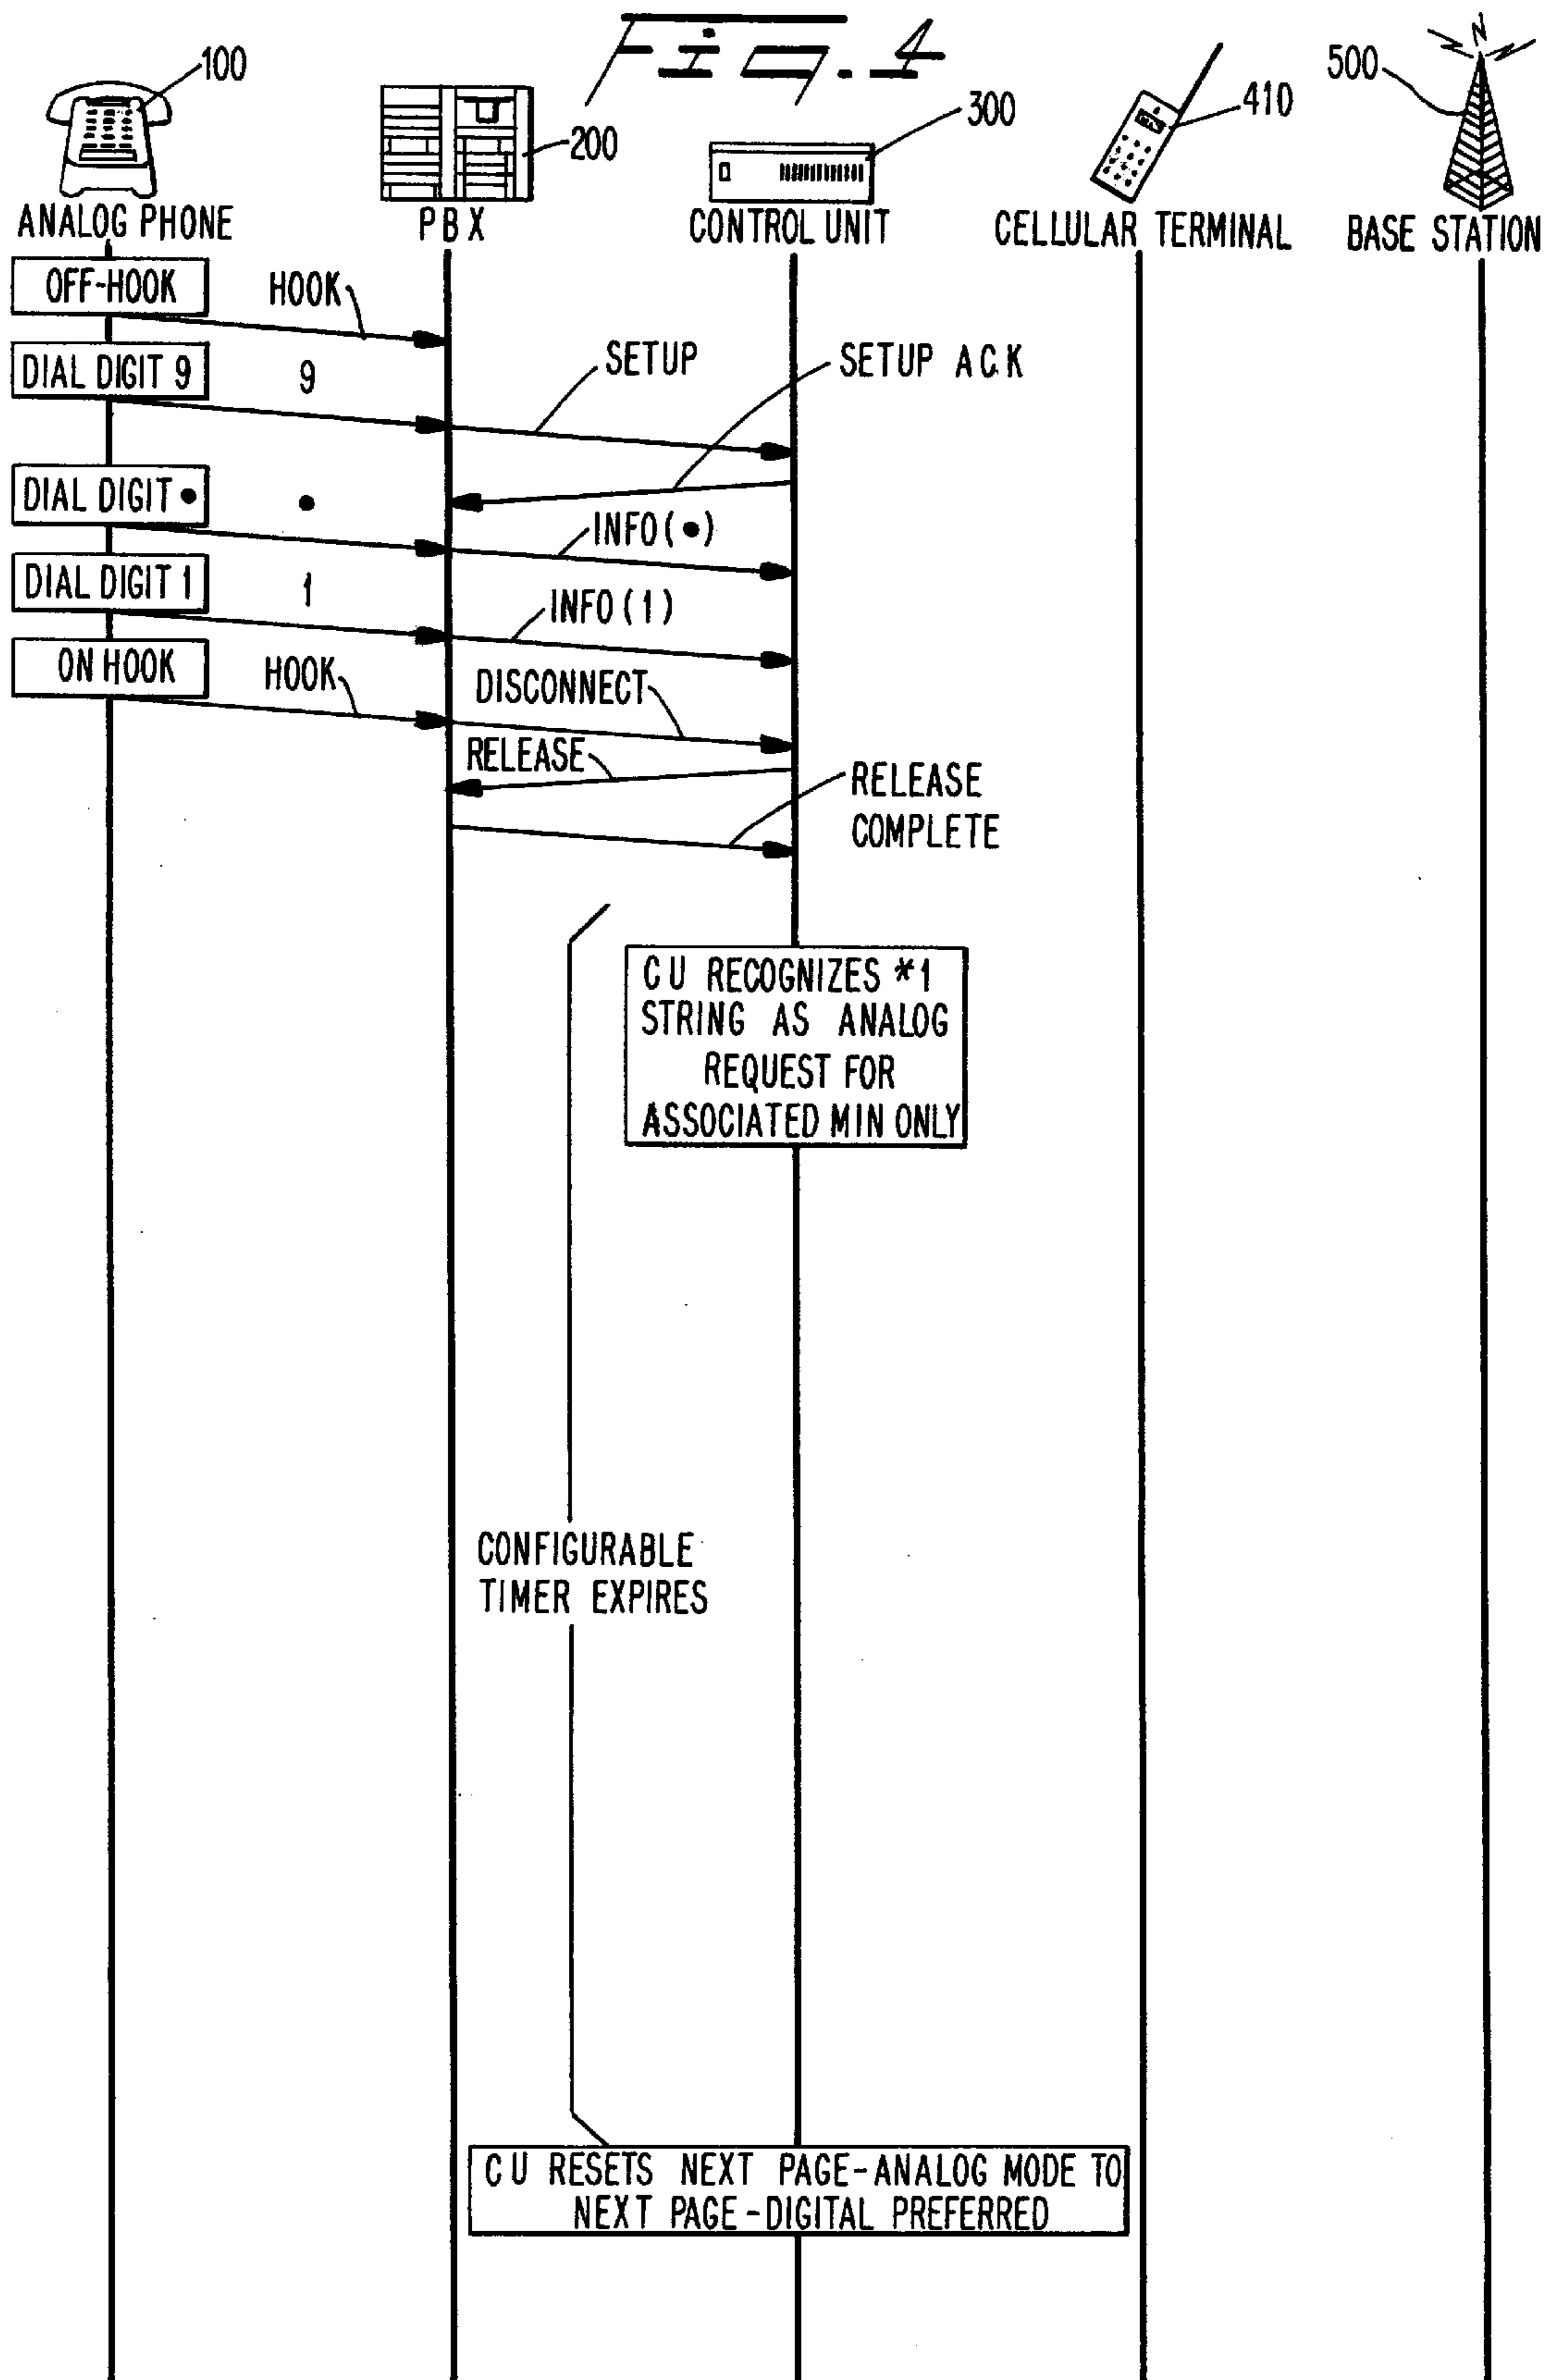 Fig. 4
100
200
300
410
500
ANALOG PHONE
PBX
CONTROL UNIT
CELLULAR TERMINAL
BASE STATION
OFF-HOOK
HOOK
DIAL DIGIT 9
9
SETUP
SETUP ACK
DIAL DIGIT •
•
INFO(•)
DIAL DIGIT 1
1
INFO(1)
ON HOOK
HOOK
DISCONNECT
RELEASE
RELEASE
COMPLETE
CU RECOGNIZES *1
STRING AS ANALOG
REQUEST FOR
ASSOCIATED MIN ONLY
CONFIGURABLE
TIMER EXPIRES
CU RESETS NEXT PAGE-ANALOG MODE TO
NEXT PAGE-DIGITAL PREFERRED